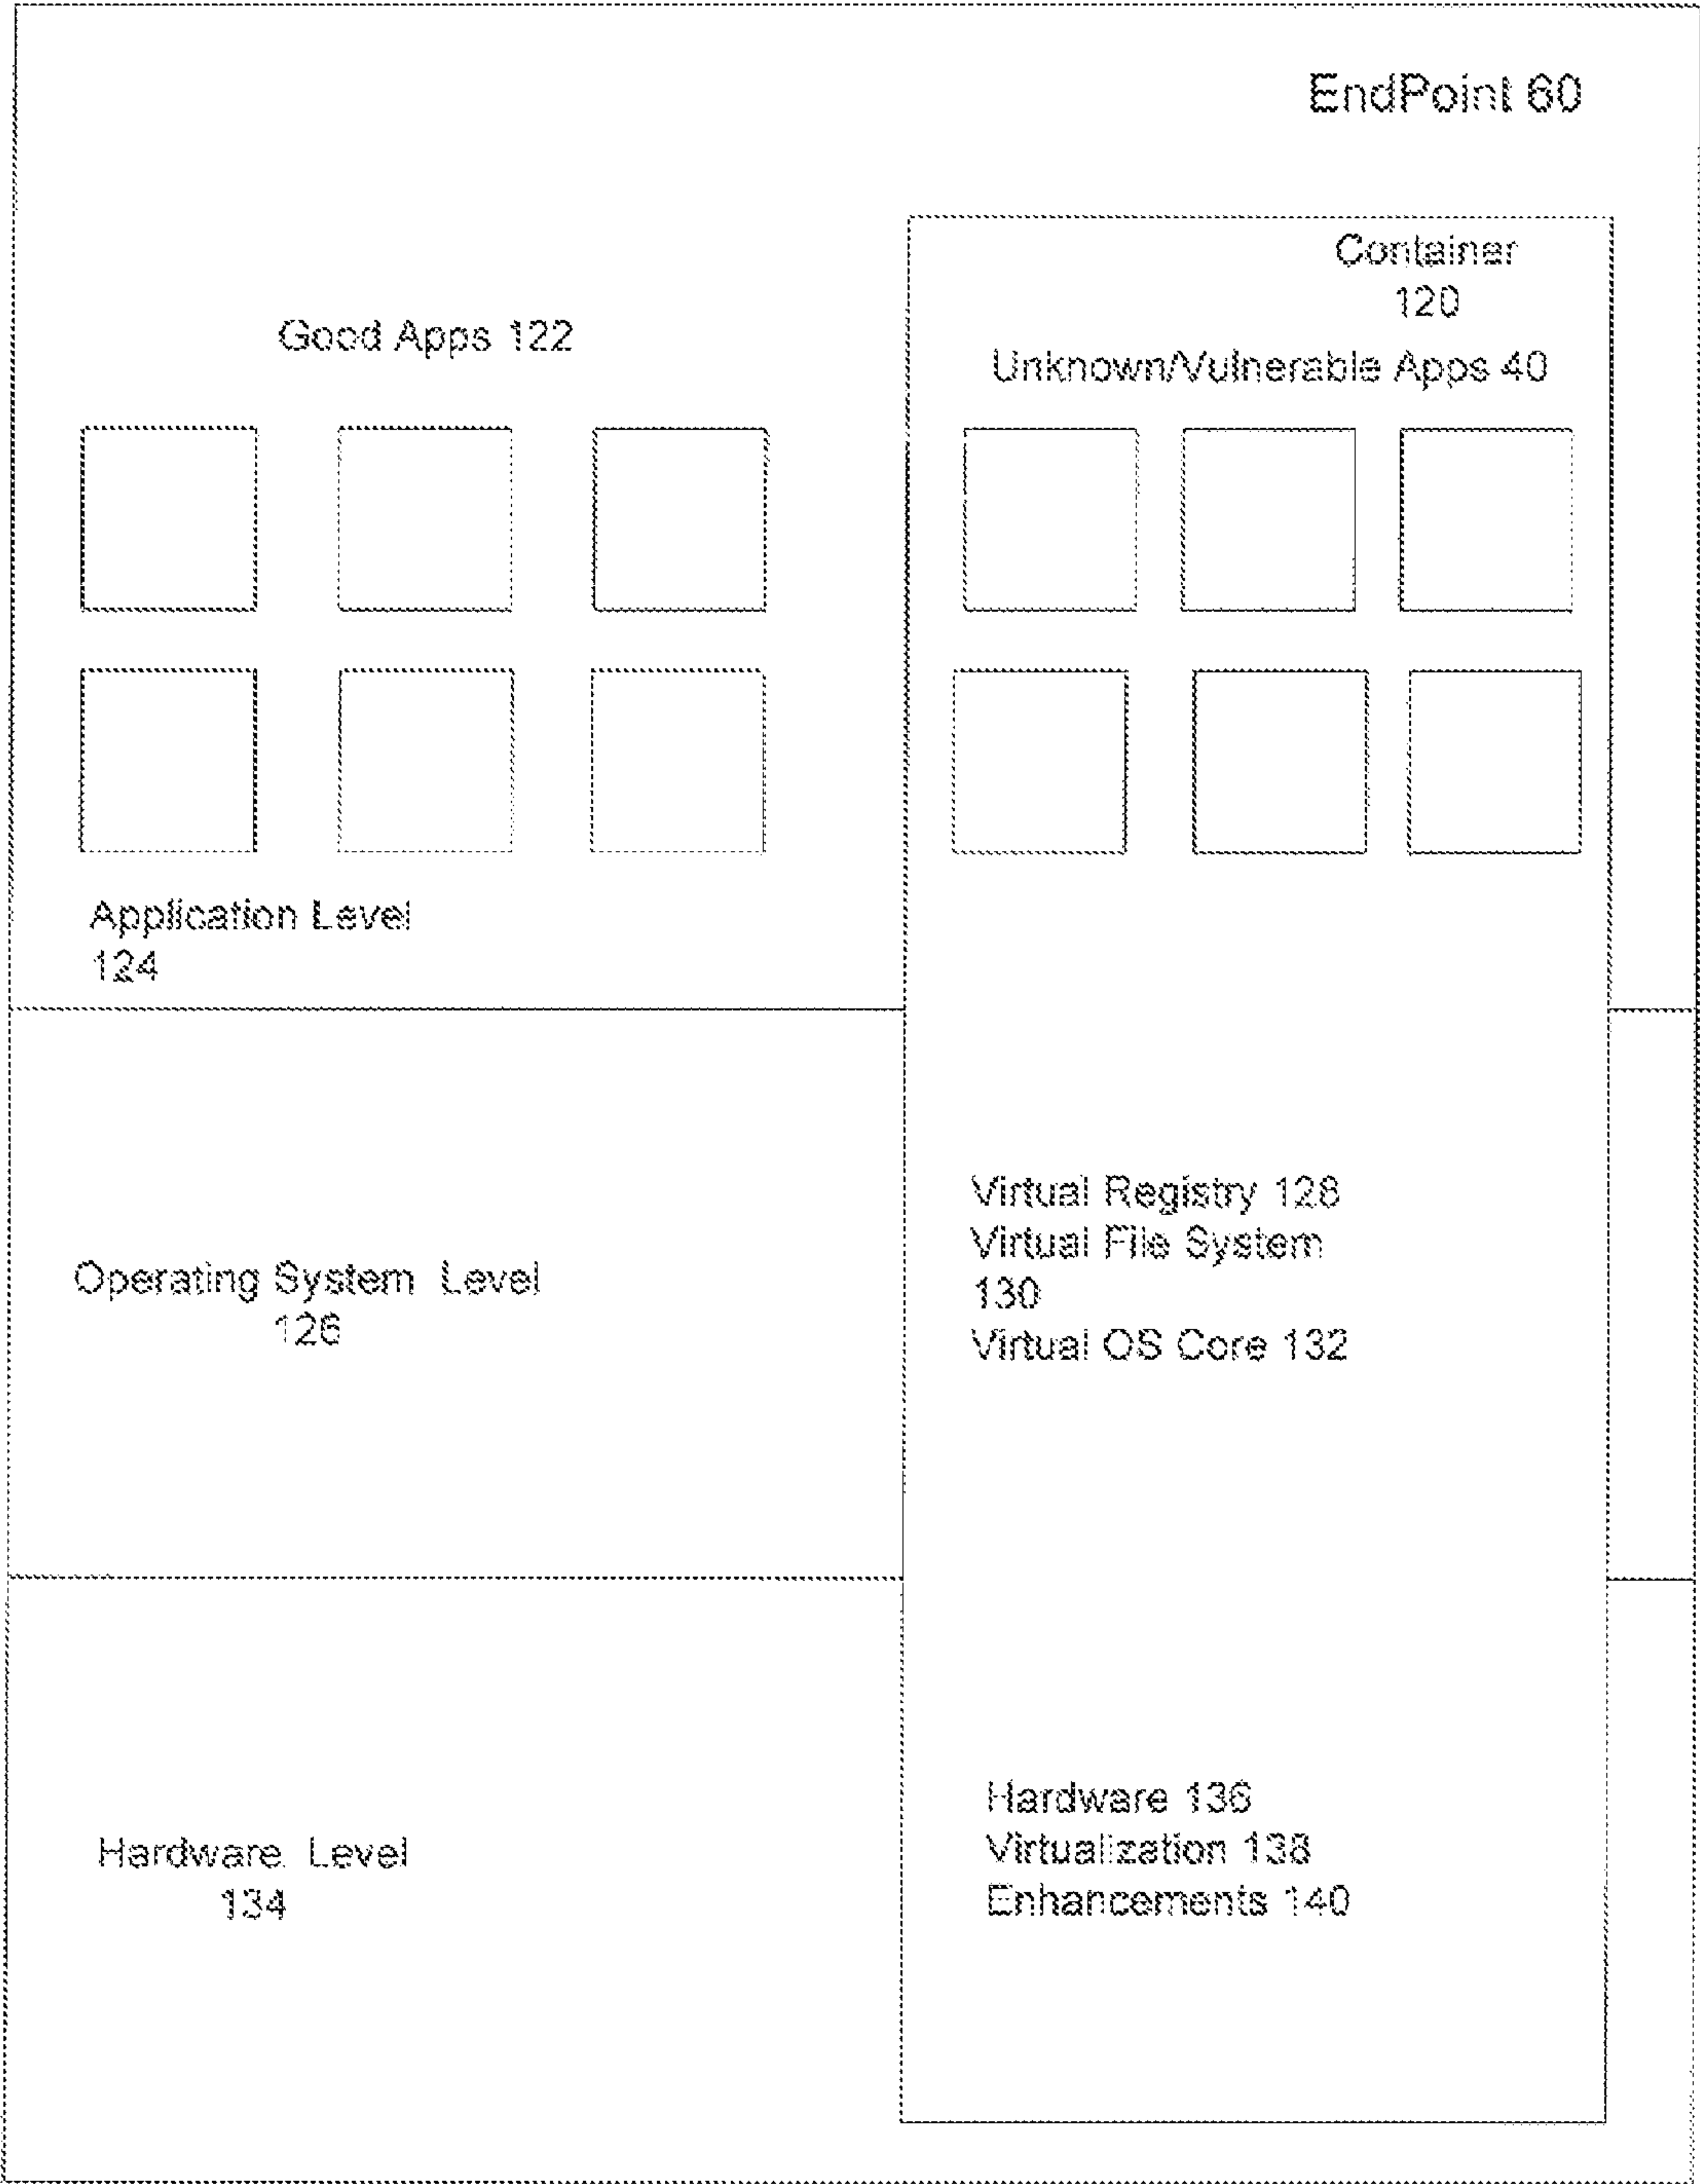 EndPoint 60
Container
120
Good Apps 122
Unknown/Vulnerable Apps 40
Application Level
124
Virtual Registry 128
Virtual File System
130
Virtual OS Core 132
Operating System Level
126
Hardware 136
Virtualization 138
Enhancements 140
Hardware Level
134